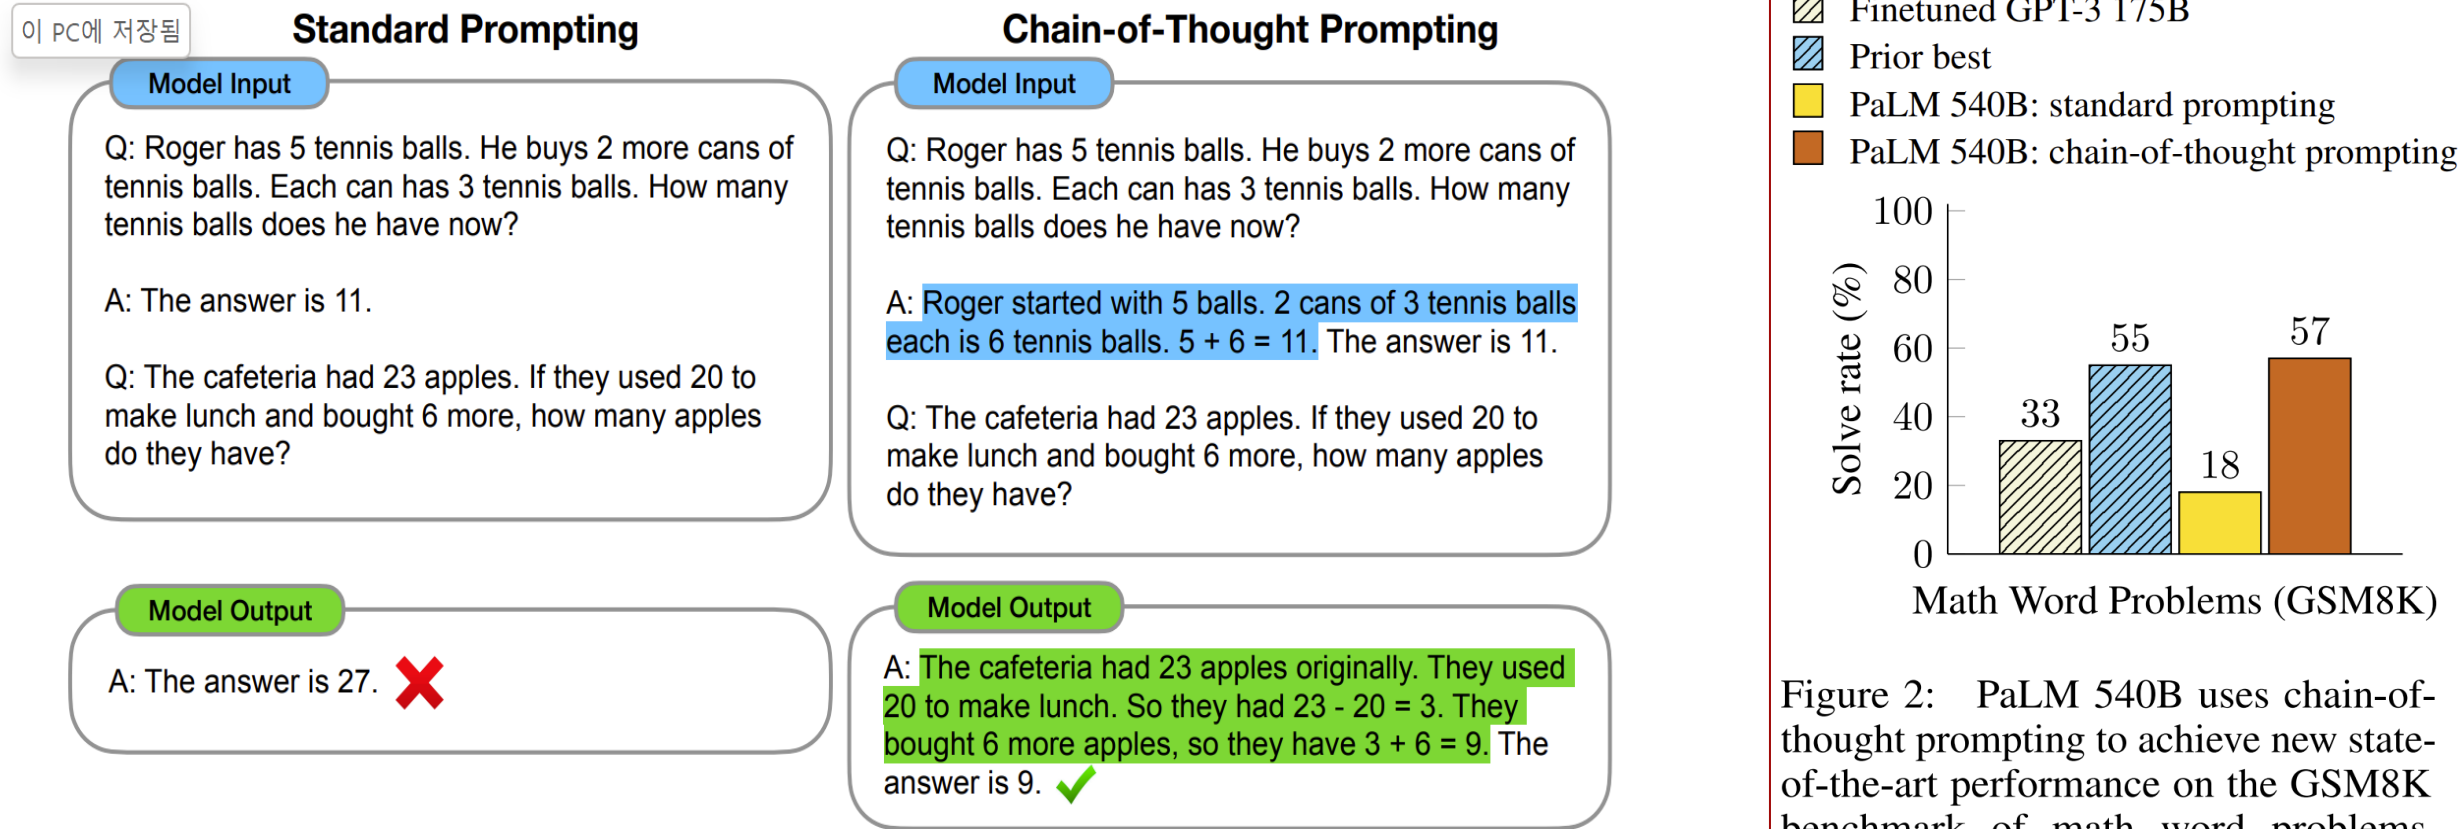 이 PC에 저장됨
Standard Prompting
Model Input
Q: Roger has 5 tennis balls. He buys 2 more cans of
tennis balls. Each can has 3 tennis balls. How many
tennis balls does he have now?
A: The answer is 11.
Q: The cafeteria had 23 apples. If they used 20 to
make lunch and bought 6 more, how many apples
do they have?
Model Output
A: The answer is 27.
Chain-of-Thought Prompting
Model Input
Q: Roger has 5 tennis balls. He buys 2 more cans of
tennis balls. Each can has 3 tennis balls. How many
tennis balls does he have now?
A: Roger started with 5 balls. 2 cans of 3 tennis balls
each is 6 tennis balls. 5 + 6 = 11. The answer is 11.
Q: The cafeteria had 23 apples. If they used 20 to
make lunch and bought 6 more, how many apples
do they have?
Model Output
A: The cafeteria had 23 apples originally. They used
20 to make lunch. So they had 23 - 20 = 3. They
bought 6 more apples, so they have 3 + 6 = 9. The
answer is 9.
Finetuned GPT-3 175B
Prior best
PaLM 540B: standard prompting
PaLM 540B: chain-of-thought prompting
Solve rate (%)
100
80
60
40
20
0
33
55
18
57
Math Word Problems (GSM8K)
Figure 2: PaLM 540B uses chain-of-
thought prompting to achieve new state-
of-the-art performance on the GSM8K
benchmark of math word problems.